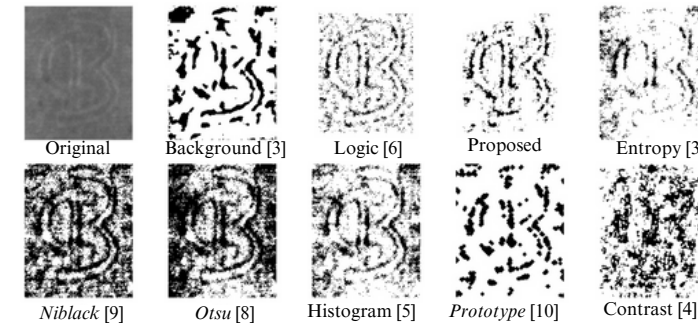 Original Background [3] Logic [6] Proposed Entropy [3
Niblack [9] Otsu [8] Histogram [5] Prototype [10] Contrast [4]